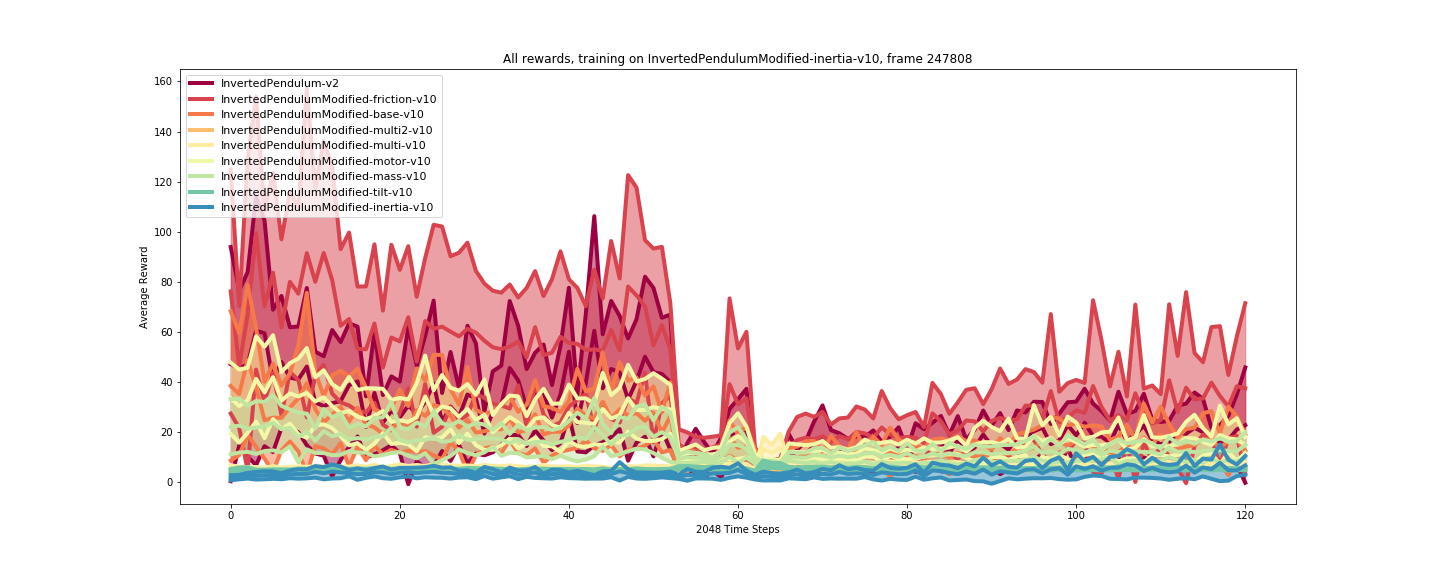 All rewards, training on InvertedPendulumModified-inertia-v10, frame 247808
InvertedPendulum-v2
InvertedPendulumModified-friction-v10
InvertedPendulumModified-base-v10
InvertedPendulumModified-multi2-v10
InvertedPendulumModified-multi-v10
InvertedPendulumModified-motor-v10
InvertedPendulumModified-mass-v10
InvertedPendulumModified-tilt-v10
InvertedPendulumModified-inertia-v10
Average Reward
160
140
120
100
80
60
40
20
0
0 20 40 60 80 100 120
2048 Time Steps